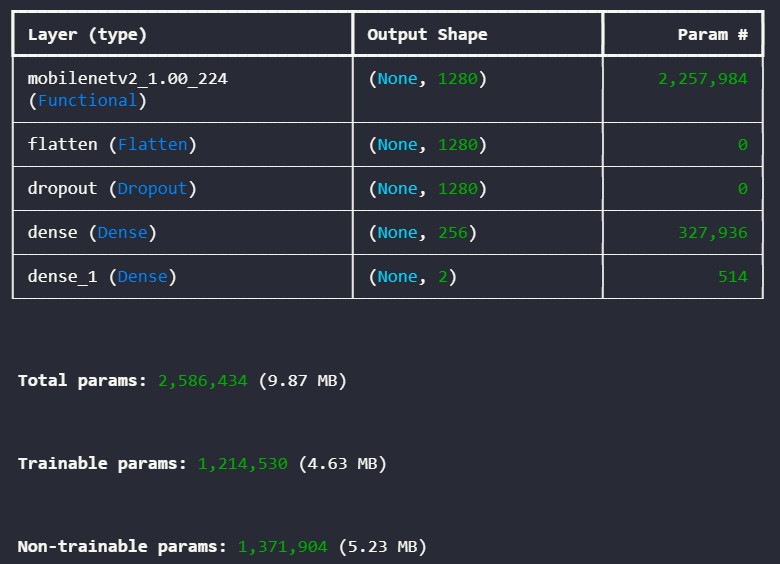 Layer (type) Output Shape Param #
mobilenetv2_1.00_224 (None, 1280) 2,257,984
(Functional)
flatten (Flatten) (None, 1280) 0
dropout (Dropout) (None, 1280) 0
dense (Dense) (None, 256) 327,936
dense_1 (Dense) (None, 2) 514
Total params: 2,586,434 (9.87 MB)
Trainable params: 1,214,530 (4.63 MB)
Non-trainable params: 1,371,904 (5.23 MB)